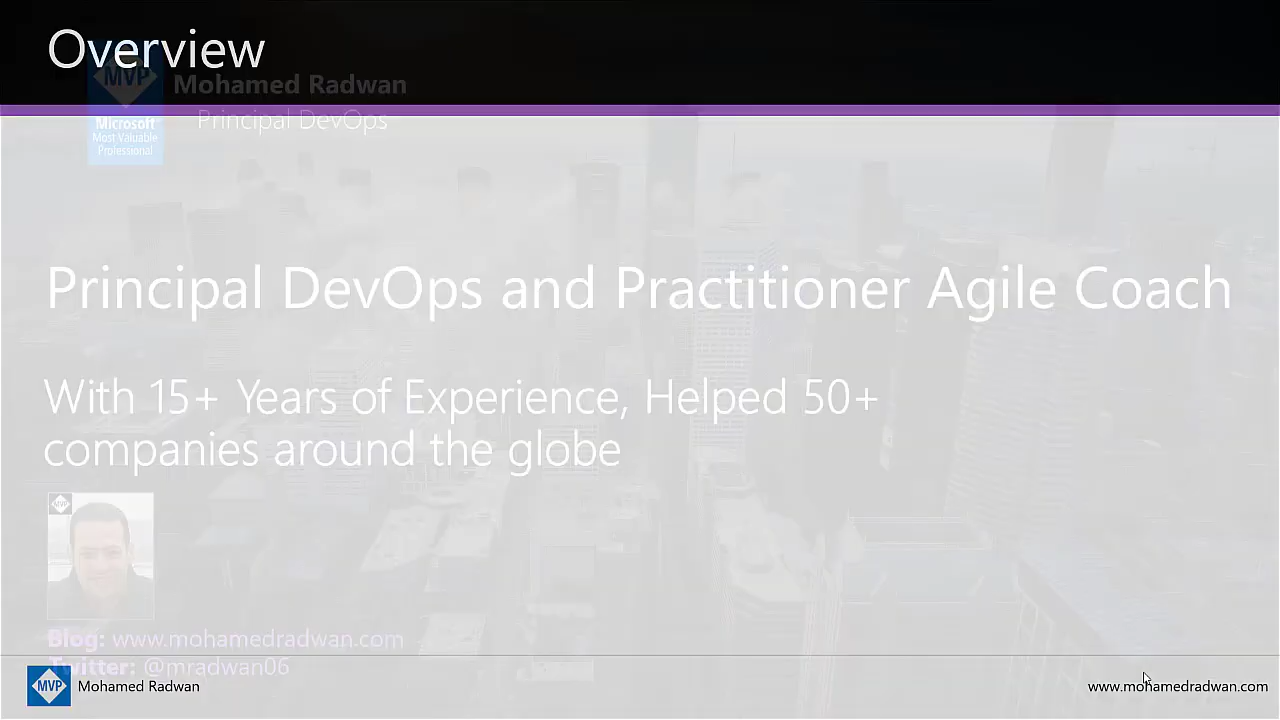 Overview
MVP
Mohamed Radwan
Principal DevOps
Microsoft
Most Valuable
Professional
Principal DevOps and Practitioner Agile Coach
With 15+ Years of Experience, Helped 50+
companies around the globe
MVP
Blog: www.mohamedradwan.com
Twitter: @mradwan06
MVP
Mohamed Radwan
www.mohamedradwan.com